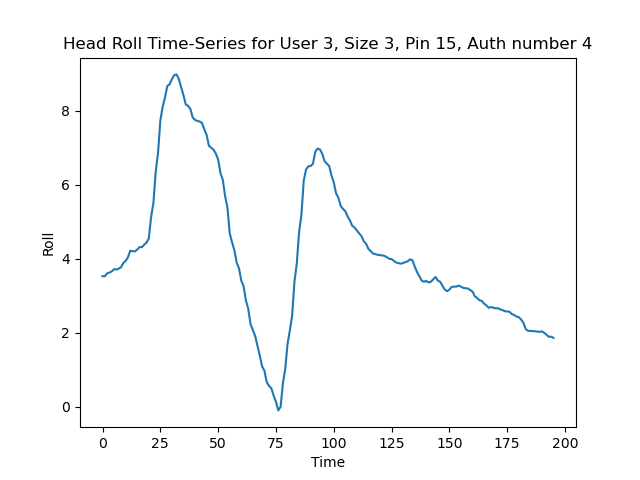 Head Roll Time-Series for User 3, Size 3, Pin 15, Auth number 4
8
6
4
2
0
Roll
0 25 50 75 100 125 150 175 200
Time